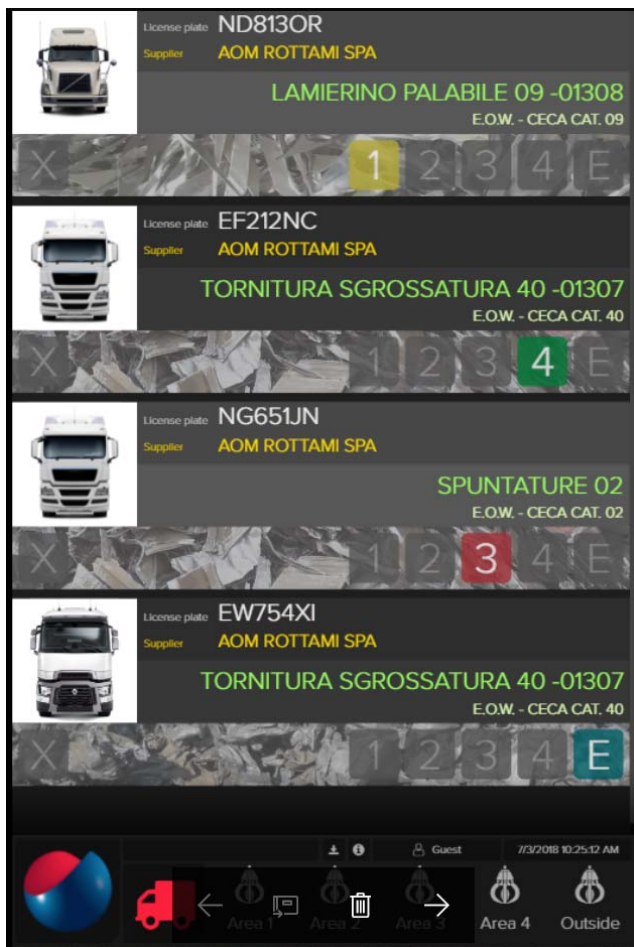 License plate ND813OR
Supplier AOM ROTTAMI SPA
LAMIERINO PALABILE 09 -01308
E.O.W. - CECA CAT. 09
X 1 2 3 4 E
License plate EF212NC
Supplier AOM ROTTAMI SPA
TORNITURA SGROSSATURA 40 -01307
E.O.W. - CECA CAT. 40
X 1 2 3 4 E
License plate NG651JN
Supplier AOM ROTTAMI SPA
SPUNTATURE 02
E.O.W. - CECA CAT. 02
X 1 2 3 4 E
License plate EW754XI
Supplier AOM ROTTAMI SPA
TORNITURA SGROSSATURA 40 -01307
E.O.W. - CECA CAT. 40
X 1 2 3 4 E
Guest 7/3/2018 10:25:12 AM
Area 1 Area 2 Area 3 Area 4 Outside